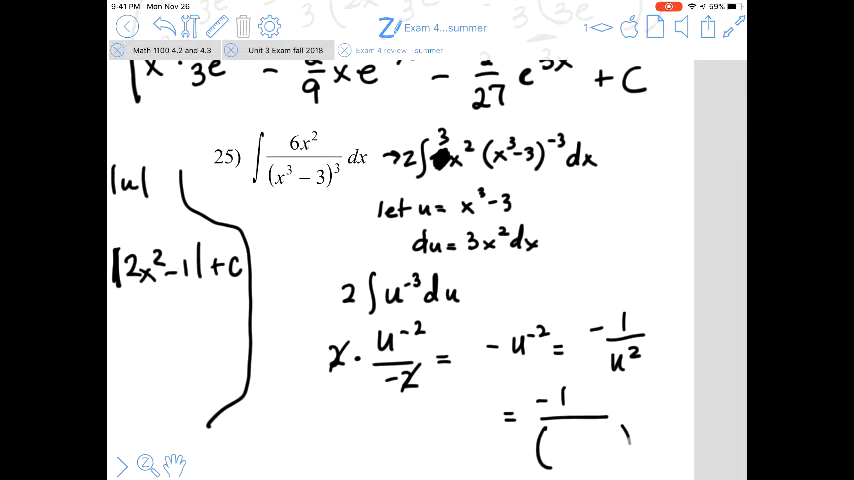 9:41 PM Mon Nov 26
59%
Exam 4...summer
1
Math 1100 4.2 and 4.3
Unit 3 Exam fall 2018
Exam 4 review - summer
x · 3e - /9 xe - 2/27 e^3x + C
25) ∫ 6x²/(x³ − 3)³ dx → 2∫ 3x² (x³-3)^-3 dx
|u|
let u = x³-3
du = 3x²dx
|2x²-1| + C
2 ∫ u^-3 du
2 · u^-2/-2 = - u^-2 = - 1/u²
= -1/( )